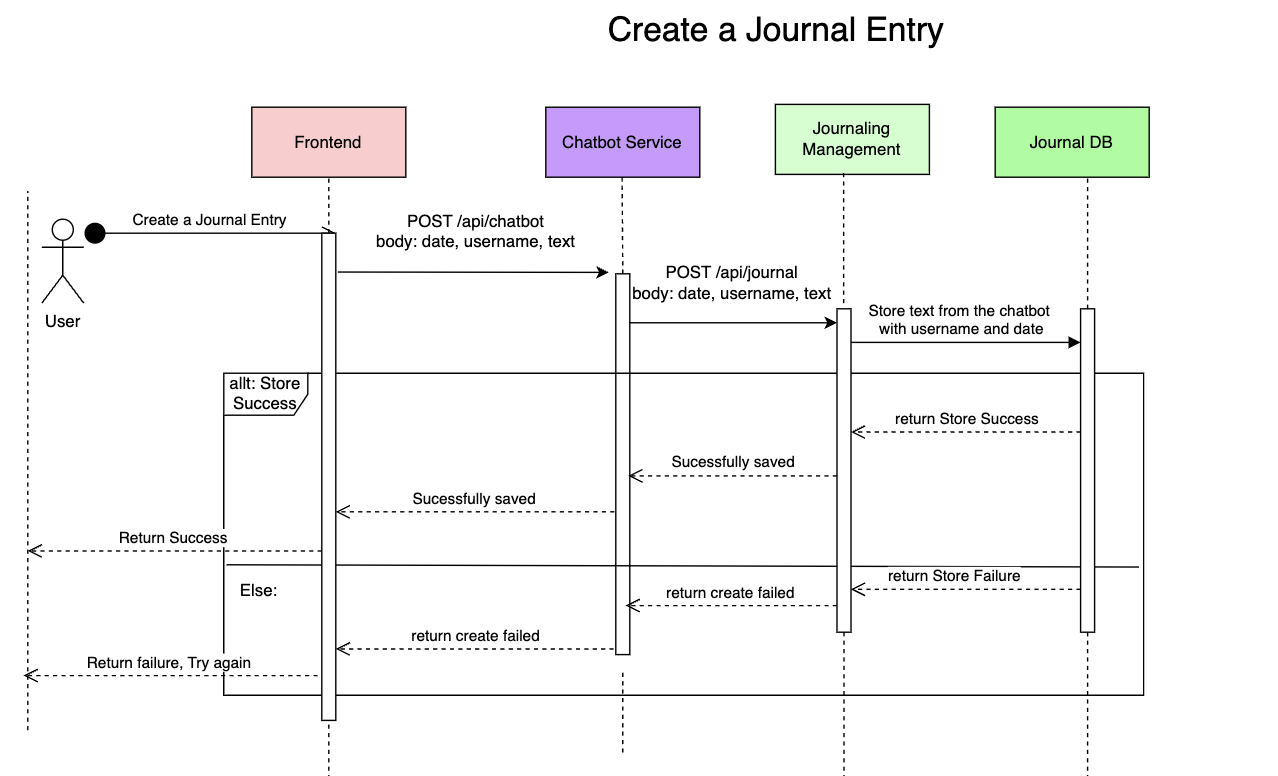 Create a Journal Entry
Frontend
Chatbot Service
Journaling
Management
Journal DB
Create a Journal Entry
POST /api/chatbot
body: date, username, text
POST /api/journal
body: date, username, text
Store text from the chatbot
with username and date
User
allt: Store
Success
return Store Success
Sucessfully saved
Sucessfully saved
Return Success
Else:
return Store Failure
return create failed
return create failed
Return failure, Try again